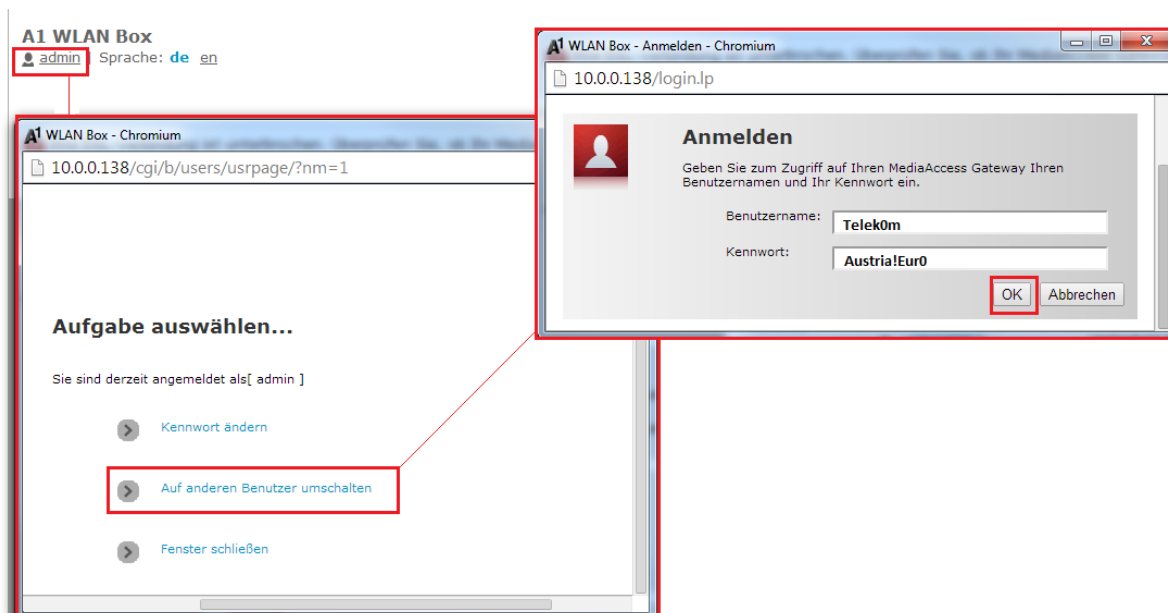 A1 WLAN Box
admin | Sprache: de en
A1 WLAN Box - Chromium
10.0.0.138/cgi/b/users/usrpage/?nm=1
Aufgabe auswählen...
Sie sind derzeit angemeldet als[ admin ]
Kennwort ändern
Auf anderen Benutzer umschalten
Fenster schließen
A1 WLAN Box - Anmelden - Chromium
10.0.0.138/login.lp
Anmelden
Geben Sie zum Zugriff auf Ihren MediaAccess Gateway Ihren
Benutzernamen und Ihr Kennwort ein.
Benutzername: Telek0m
Kennwort: Austria!Eur0
OK Abbrechen